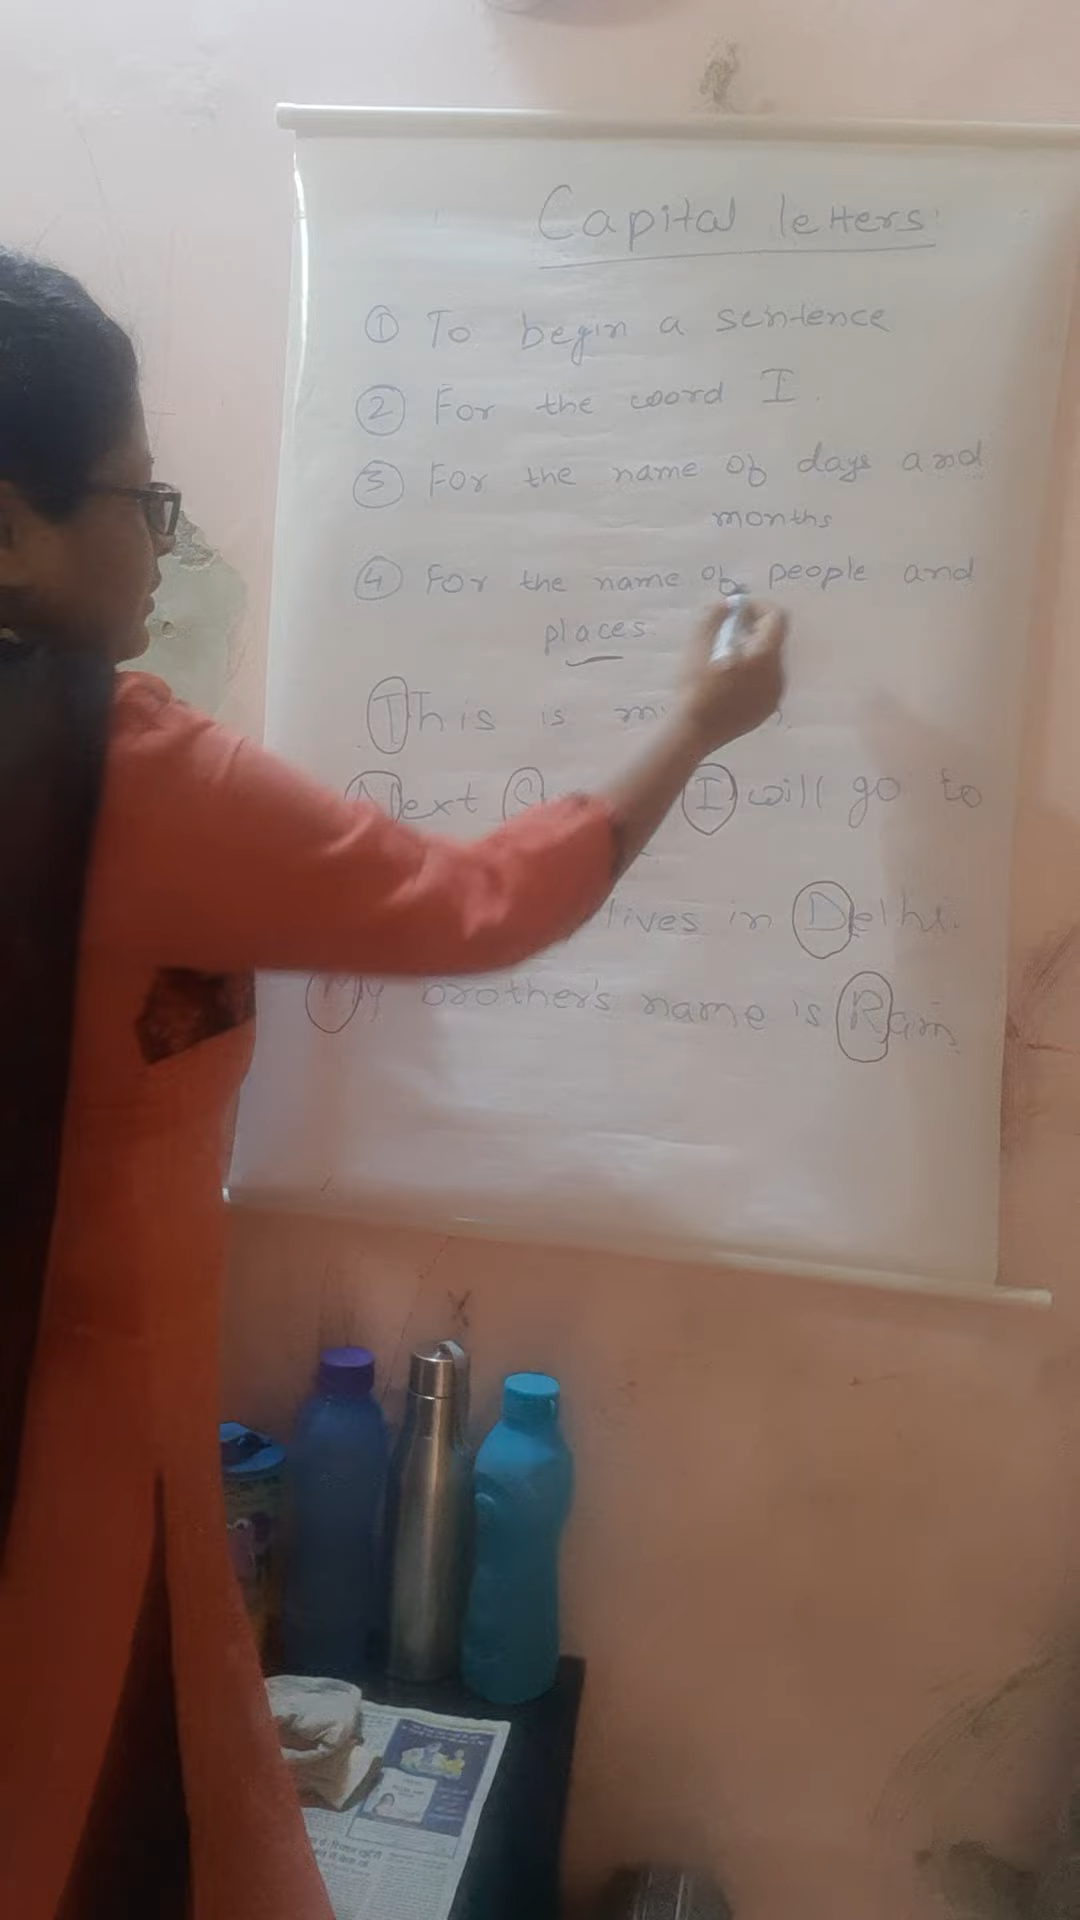 Capital letters
① To begin a sentence
② For the word I.
③ For the name of days and
months
④ For the name of people and
places.
This is
Next I will go to
lives in Delhi.
My brother's name is Ram.